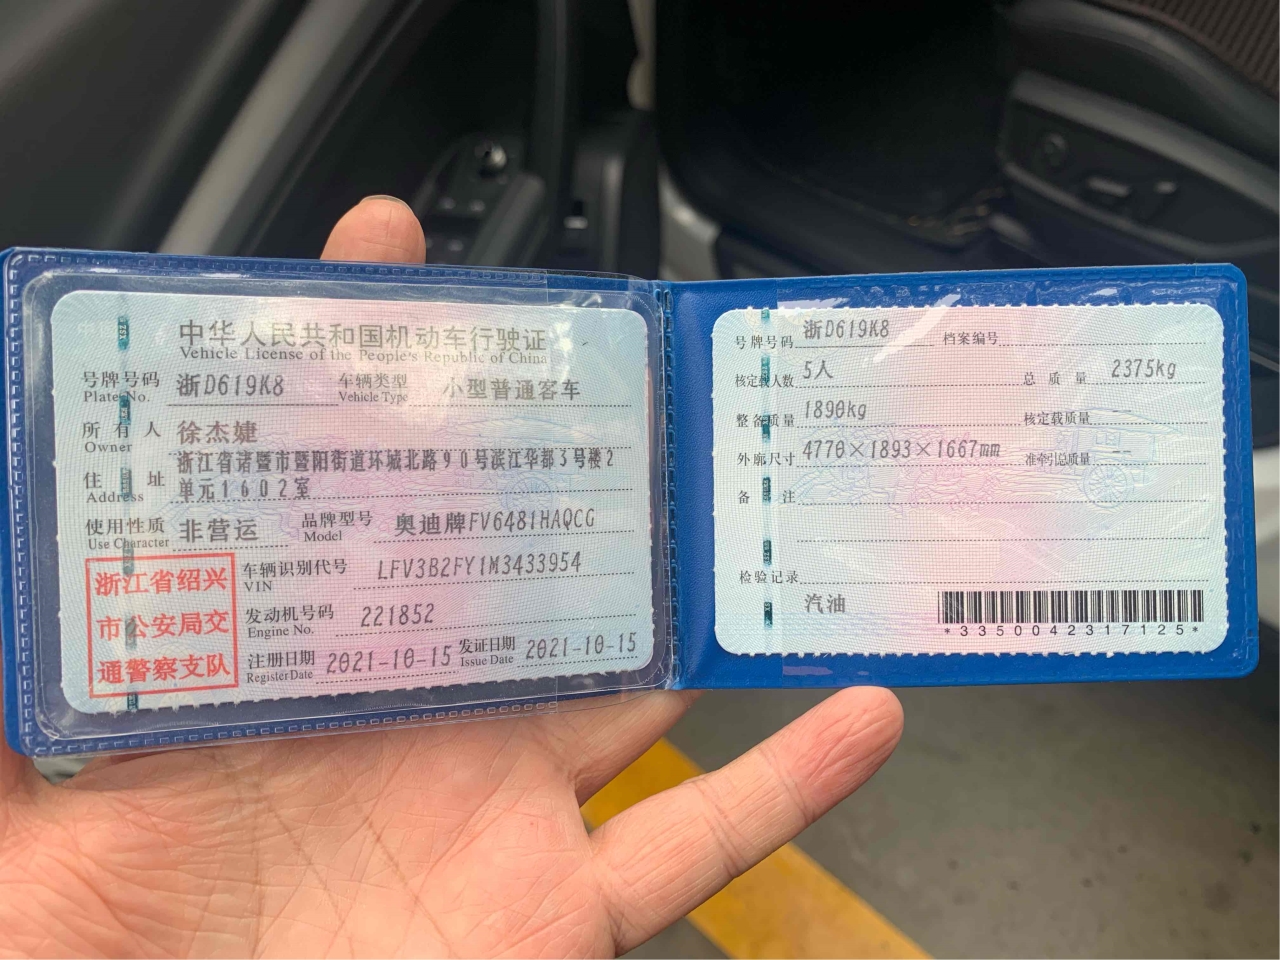 中华人民共和国机动车行驶证
Vehicle License of the People's Republic of China
号牌号码 浙D619K8 车辆类型 小型普通客车
Plate No. Vehicle Type
所有人 徐杰婕
Owner
住址 浙江省诸暨市暨阳街道环城北路90号滨江华都3号楼2
Address 单元1602室
使用性质 非营运 品牌型号 奥迪牌FV6481HAQCG
Use Character Model
浙江省绍兴
市公安局交
通警察支队
车辆识别代号 LFV3B2FY1M3433954
VIN
发动机号码 221852
Engine No.
注册日期 2021-10-15 发证日期 2021-10-15
Register Date Issue Date
号牌号码 浙D619K8 档案编号
核定载人数 5人 总质量 2375kg
整备质量 1890kg 核定载质量 --
外廓尺寸 4770×1893×1667mm 准牵引总质量 --
备注
检验记录
汽油
*3350042317125*